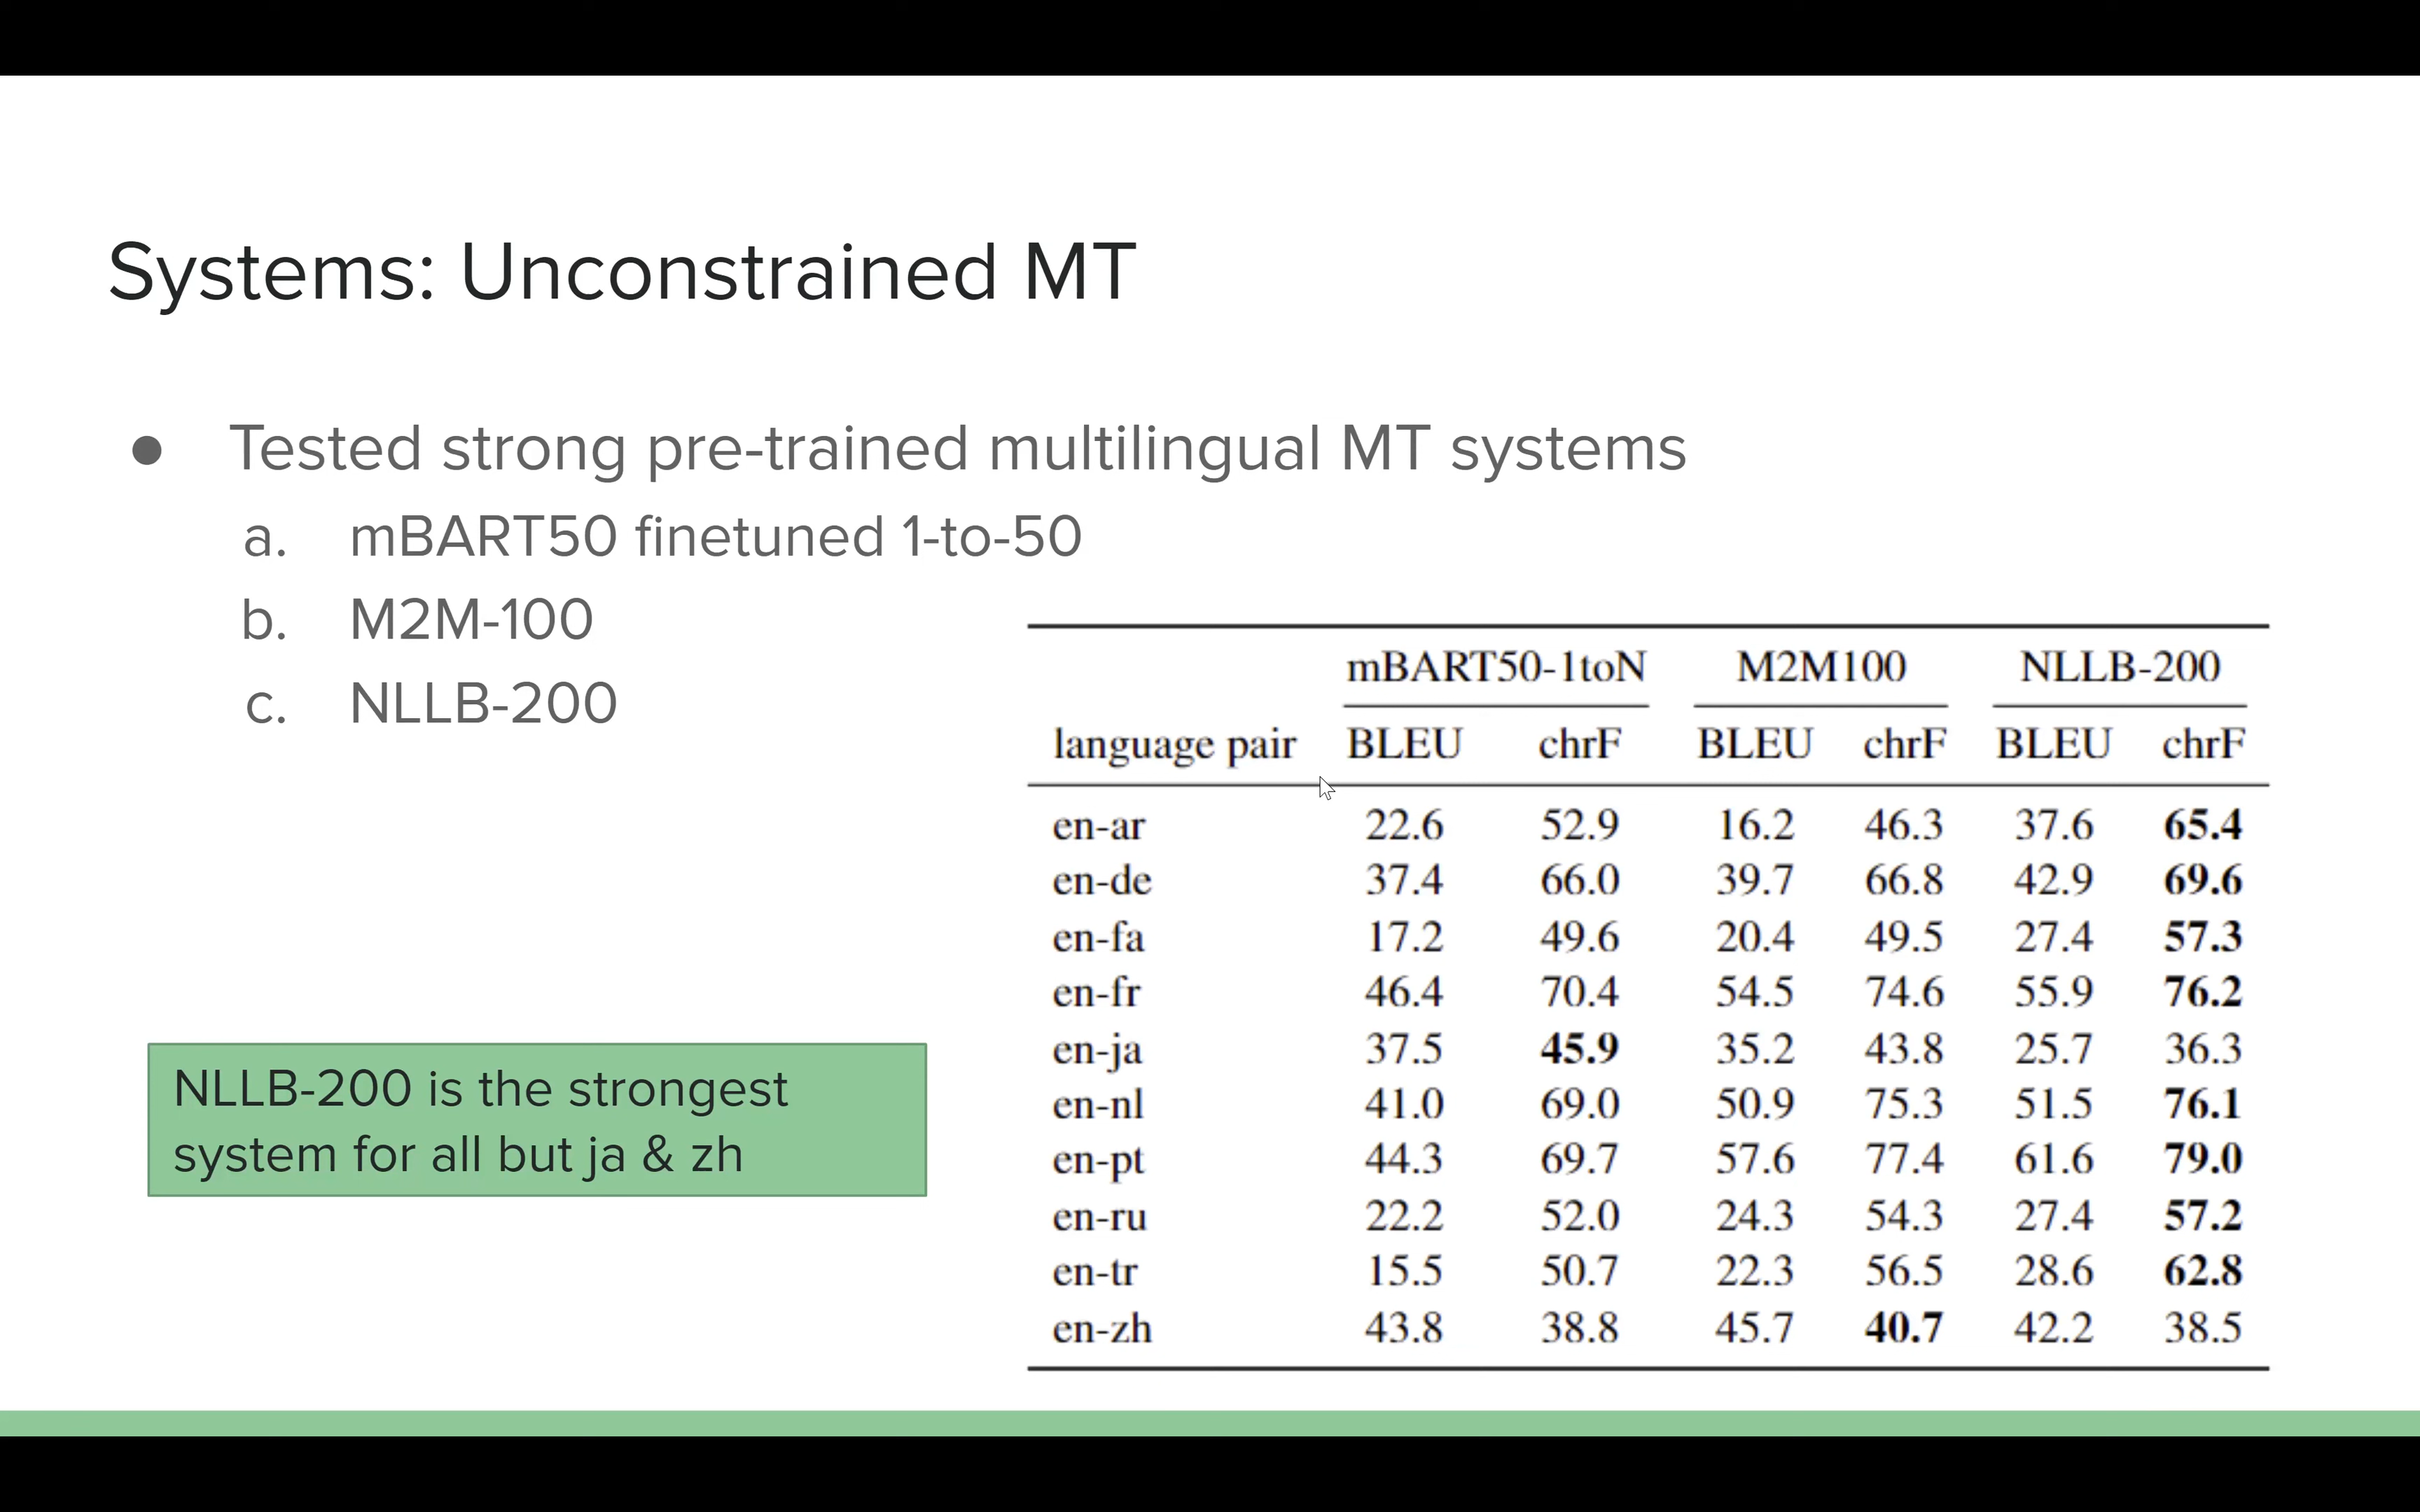 Systems: Unconstrained MT
● Tested strong pre-trained multilingual MT systems
a. mBART50 finetuned 1-to-50
b. M2M-100
c. NLLB-200
NLLB-200 is the strongest
system for all but ja & zh
mBART50-1toN M2M100 NLLB-200
language pair BLEU chrF BLEU chrF BLEU chrF
en-ar 22.6 52.9 16.2 46.3 37.6 65.4
en-de 37.4 66.0 39.7 66.8 42.9 69.6
en-fa 17.2 49.6 20.4 49.5 27.4 57.3
en-fr 46.4 70.4 54.5 74.6 55.9 76.2
en-ja 37.5 45.9 35.2 43.8 25.7 36.3
en-nl 41.0 69.0 50.9 75.3 51.5 76.1
en-pt 44.3 69.7 57.6 77.4 61.6 79.0
en-ru 22.2 52.0 24.3 54.3 27.4 57.2
en-tr 15.5 50.7 22.3 56.5 28.6 62.8
en-zh 43.8 38.8 45.7 40.7 42.2 38.5